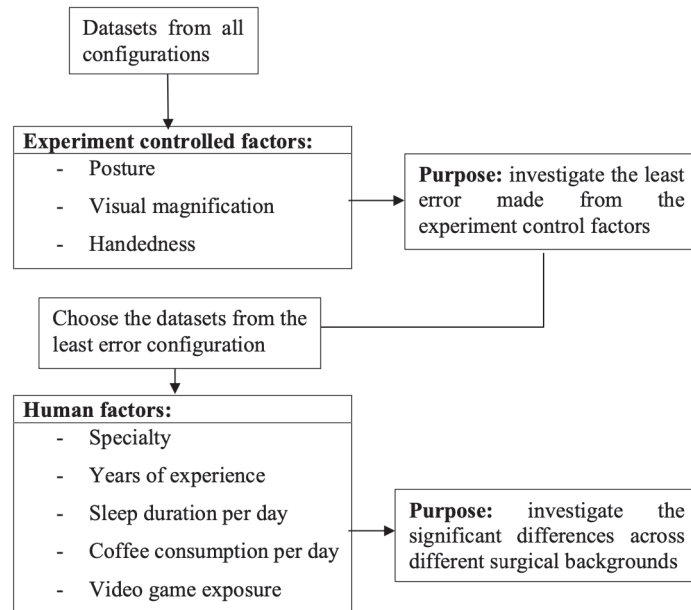 Datasets from all
configurations
Experiment controlled factors:
- Posture
- Visual magnification
- Handedness
Purpose: investigate the least
error made from the
experiment control factors
Choose the datasets from the
least error configuration
Human factors:
- Specialty
- Years of experience
- Sleep duration per day
- Coffee consumption per day
- Video game exposure
Purpose: investigate the
significant differences across
different surgical backgrounds